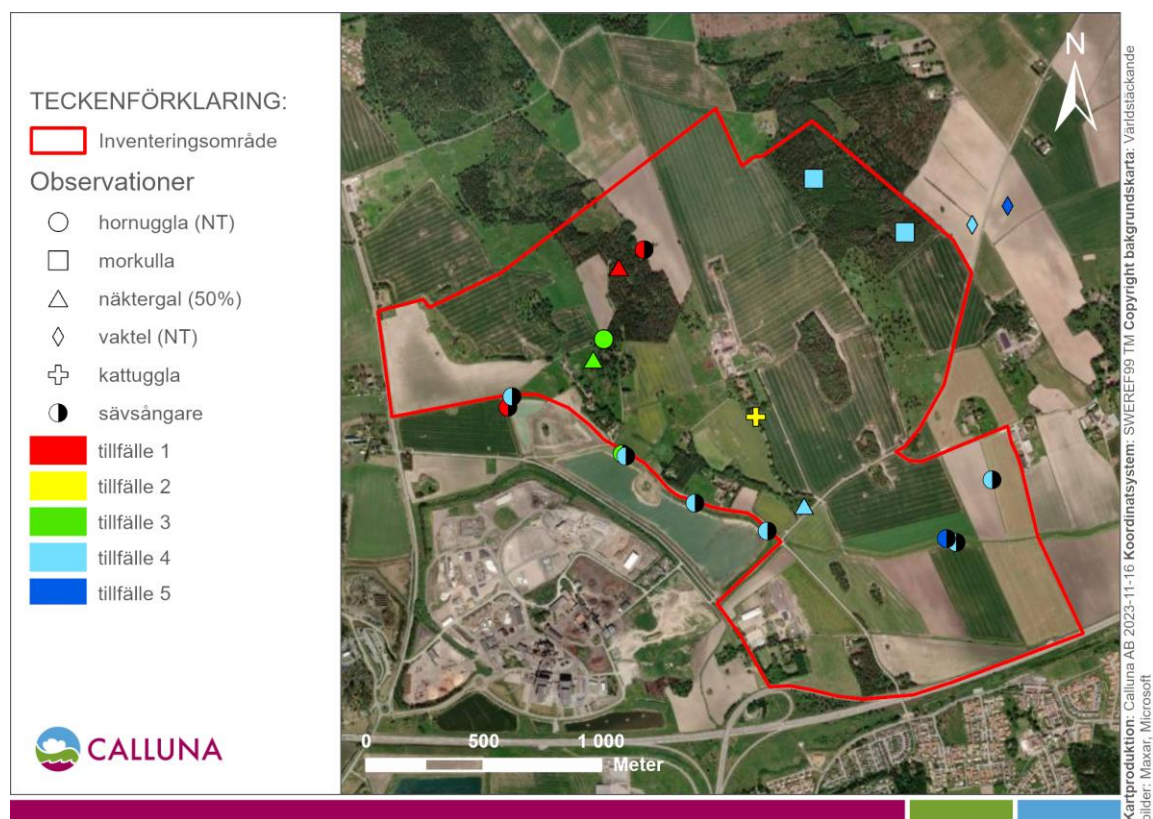 TECKENFÖRKLARING:
Inventeringsområde
Observationer
hornuggla (NT)
morkulla
näktergal (50%)
vaktel (NT)
kattuggla
sävsångare
tillfälle 1
tillfälle 2
tillfälle 3
tillfälle 4
tillfälle 5
CALLUNA
N
0 500 1 000
Meter
Kartproduktion: Calluna AB 2023-11-16 Koordinatsystem: SWEREF99 TM Copyright bakgrundskarta: Världstäckande
bilder: Maxar, Microsoft